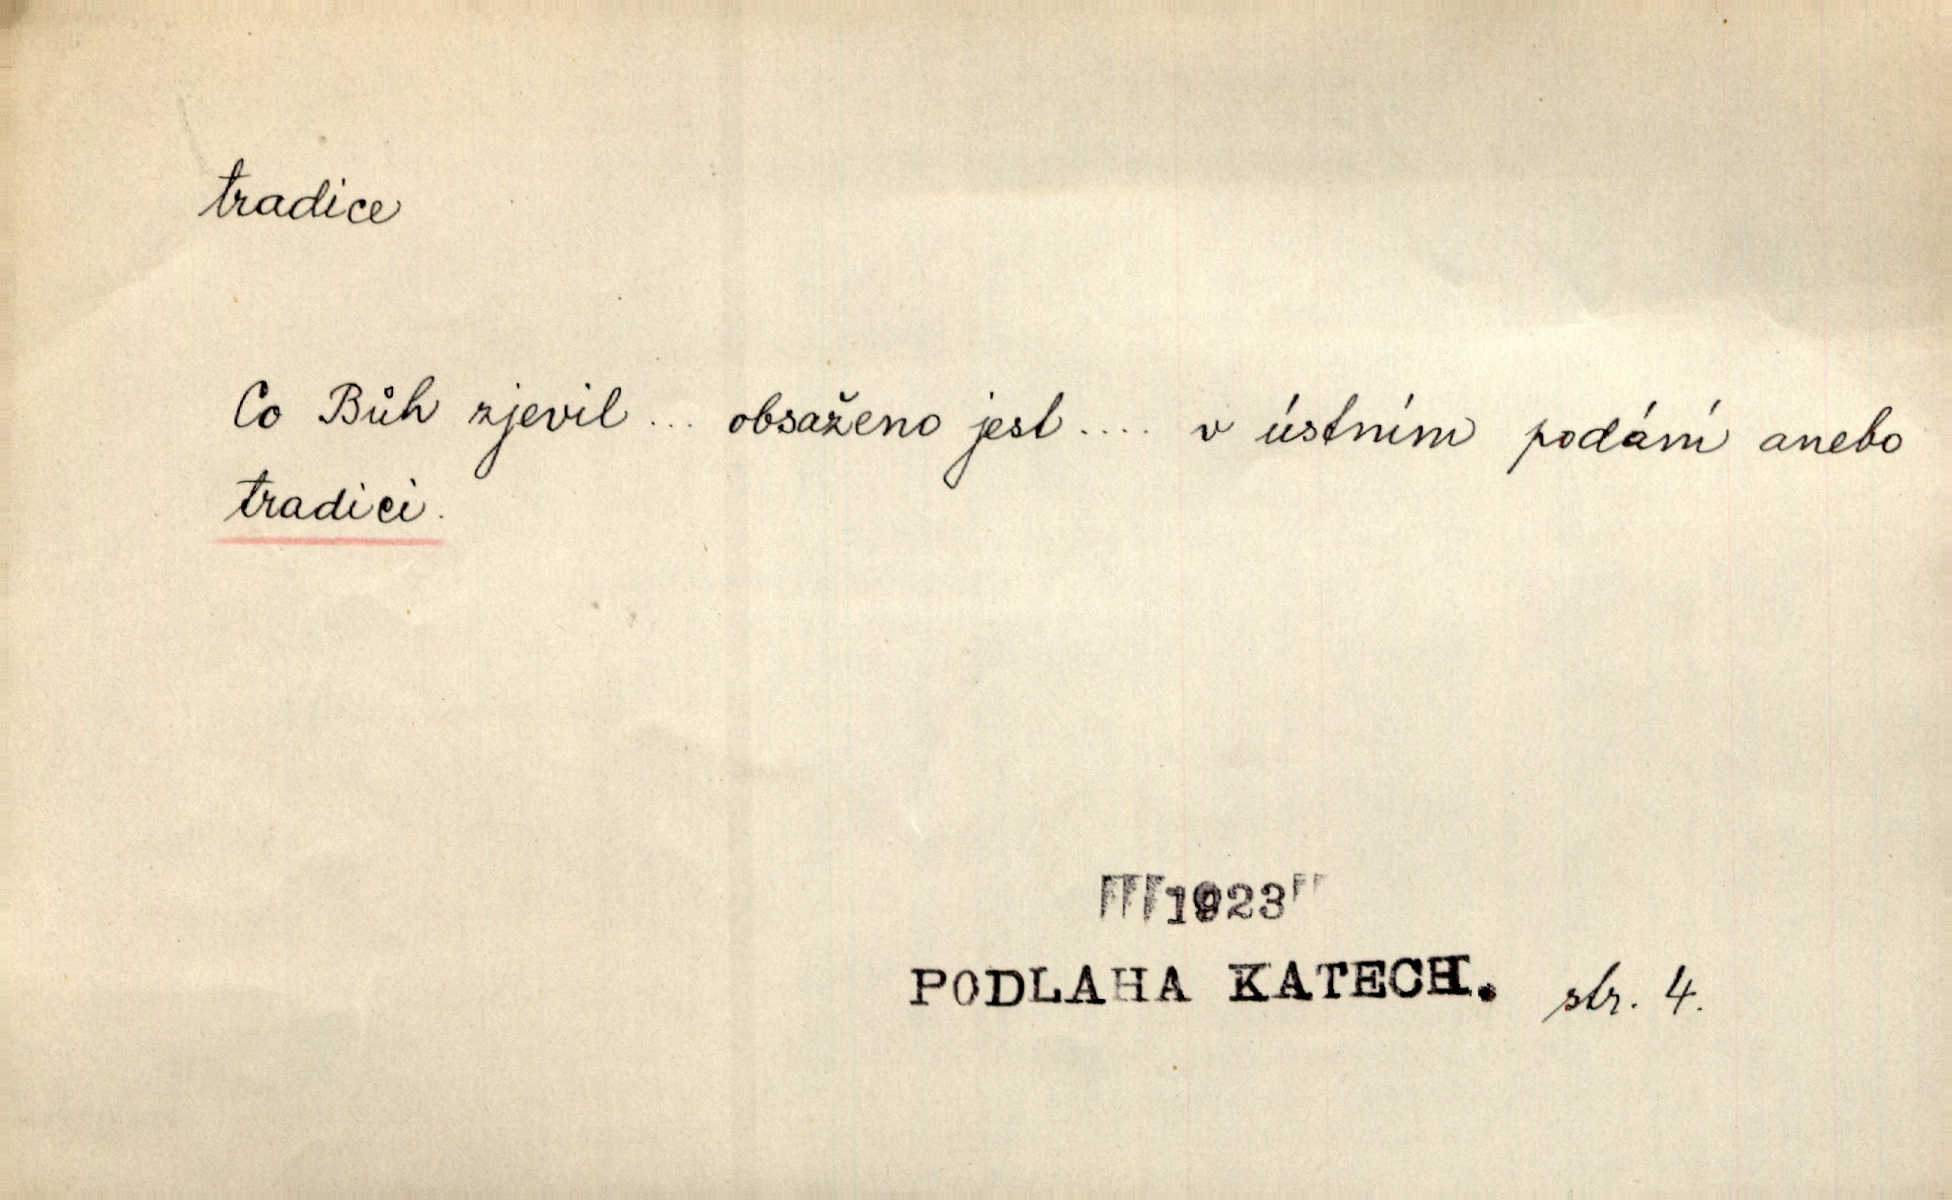 tradice
Co Bůh zjevil ... obsaženo jest .... v ústním podání anebo
tradici.
1923
PODLAHA KATECH. str. 4.